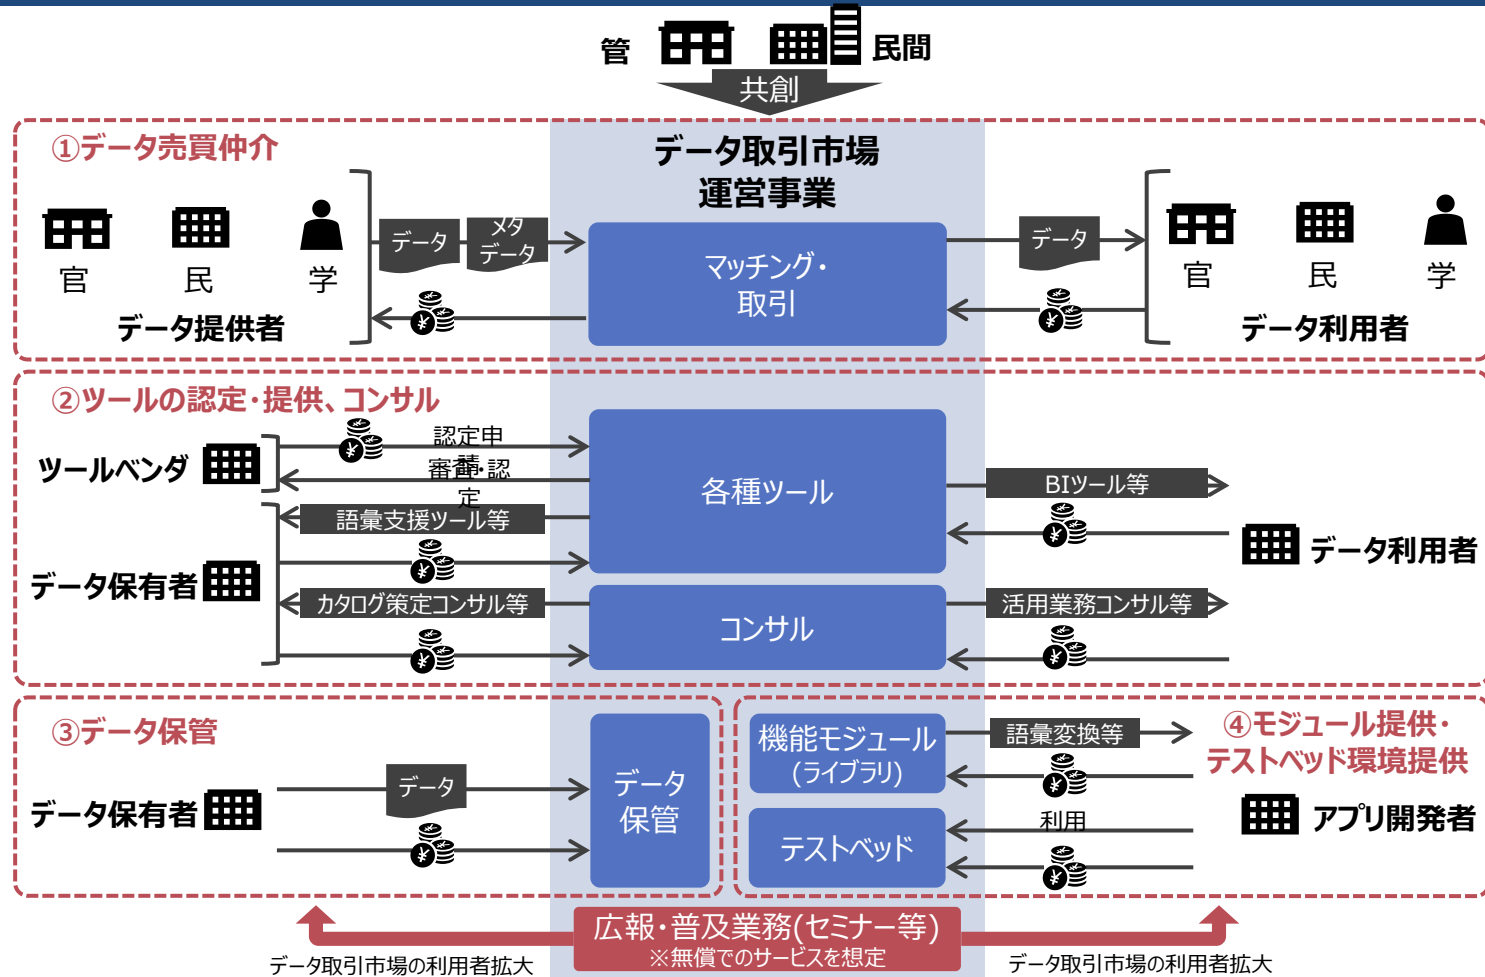 管
民間
共創
データ取引市場
運営事業
①データ売買仲介
官
民
学
データ提供者
データ
メタ
データ
マッチング・
取引
データ
官
民
学
データ利用者
②ツールの認定・提供、コンサル
ツールベンダ
認定申
請
審査・認
定
語彙支援ツール等
データ保有者
カタログ策定コンサル等
各種ツール
コンサル
BIツール等
活用業務コンサル等
データ利用者
③データ保管
データ保有者
データ
データ
保管
④モジュール提供・
テストベッド環境提供
機能モジュール
(ライブラリ)
語彙変換等
アプリ開発者
テストベッド
利用
広報・普及業務(セミナー等)
※無償でのサービスを想定
データ取引市場の利用者拡大
データ取引市場の利用者拡大